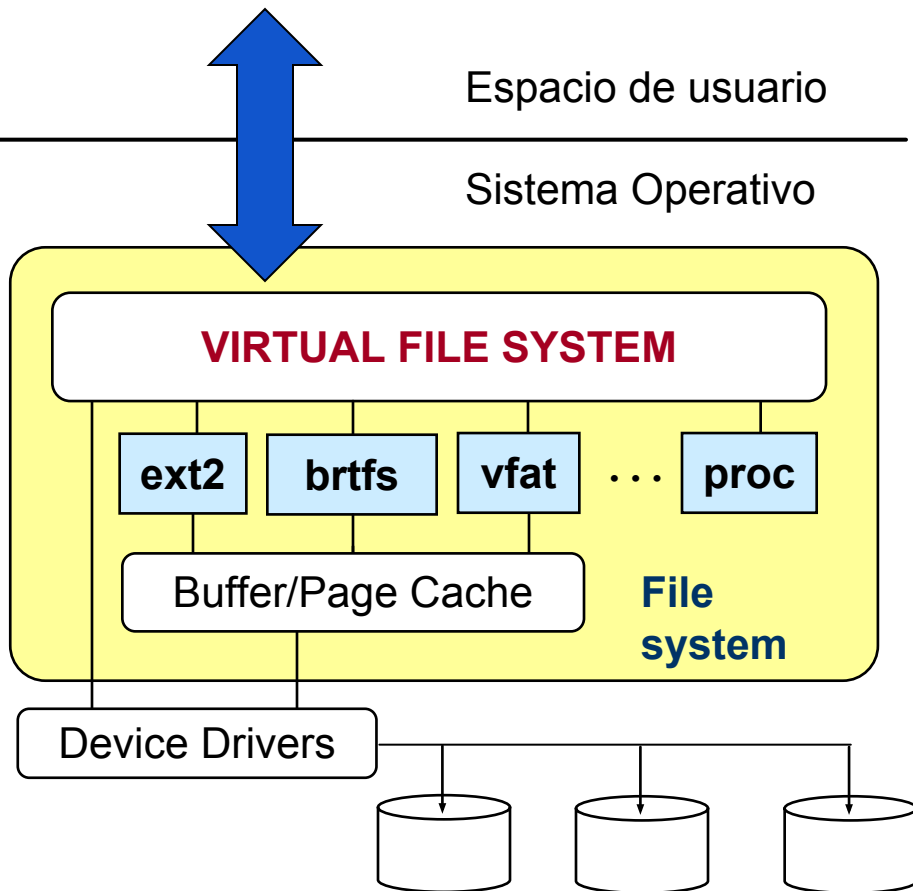 Espacio de usuario
Sistema Operativo
VIRTUAL FILE SYSTEM
ext2 brtfs vfat ... proc
Buffer/Page Cache
File
system
Device Drivers